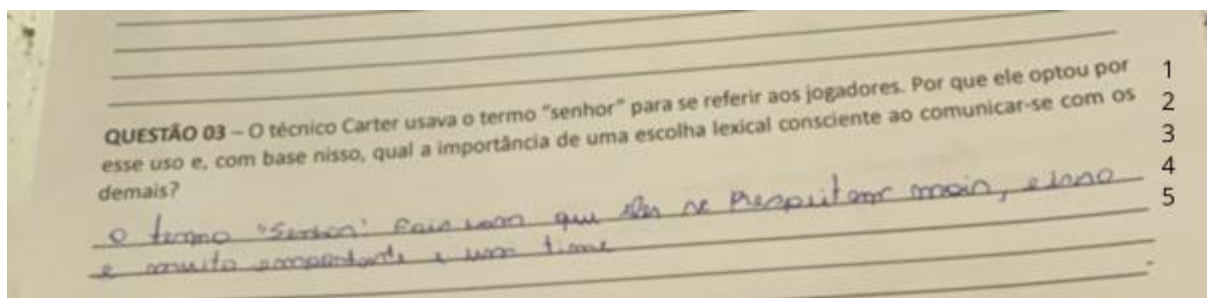 QUESTÃO 03 – O técnico Carter usava o termo "senhor" para se referir aos jogadores. Por que ele optou por
esse uso e, com base nisso, qual a importância de uma escolha lexical consciente ao comunicar-se com os
demais?
o termo "Senhor" Fais com que eles se Respeitem mais, e isso
e muito emportante e um time
1
2
3
4
5